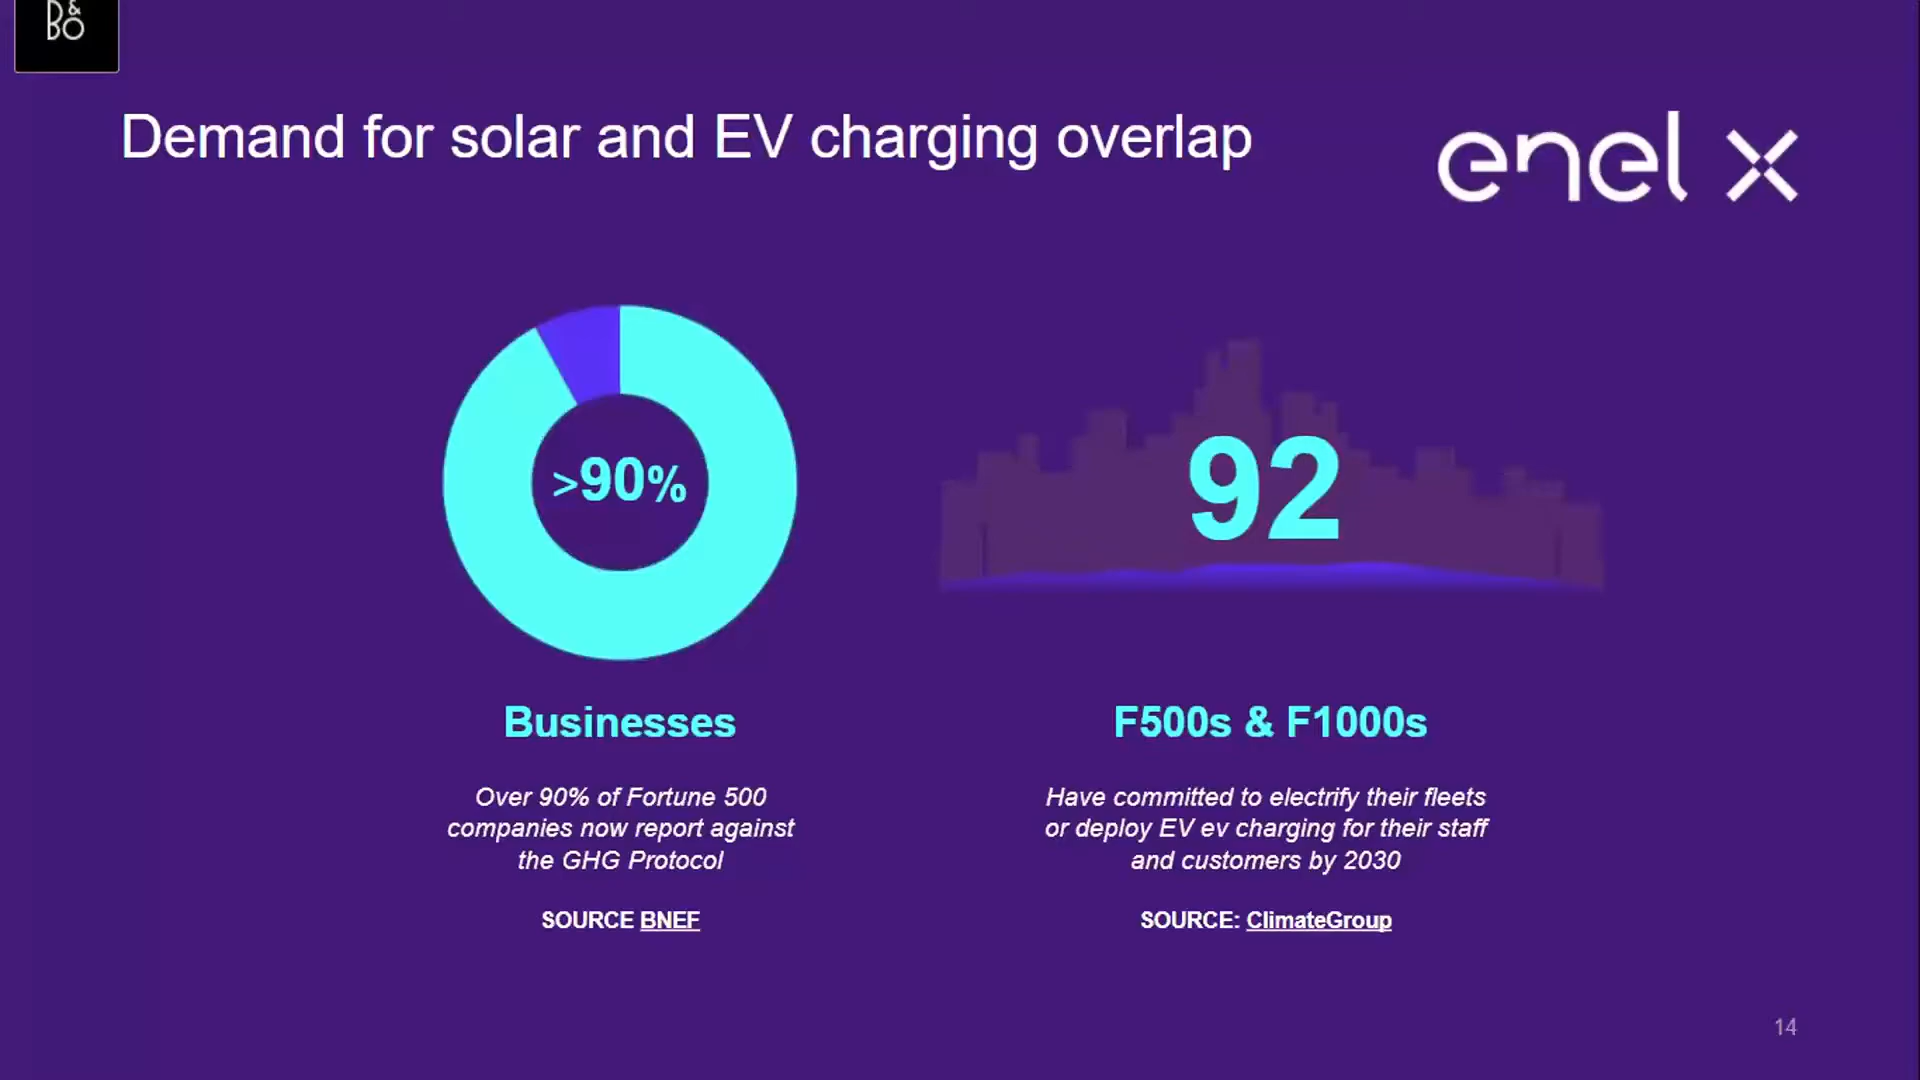 B&O
Demand for solar and EV charging overlap
enel x
>90%
92
Businesses
F500s & F1000s
Over 90% of Fortune 500
companies now report against
the GHG Protocol
Have committed to electrify their fleets
or deploy EV ev charging for their staff
and customers by 2030
SOURCE BNEF
SOURCE: ClimateGroup
14